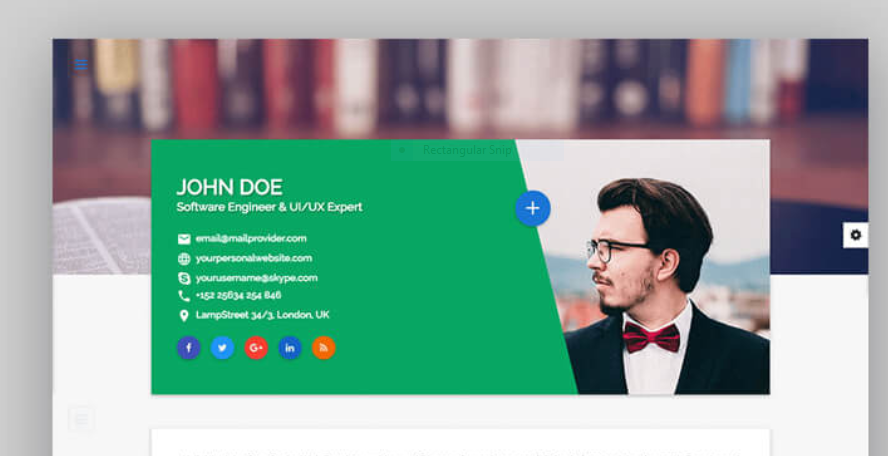 Rectangular Snip
JOHN DOE
Software Engineer & UI/UX Expert
email@mailprovider.com
yourpersonalwebsite.com
yourusername@skype.com
+152 25634 254 846
LampStreet 34/3, London, UK
f G+ in